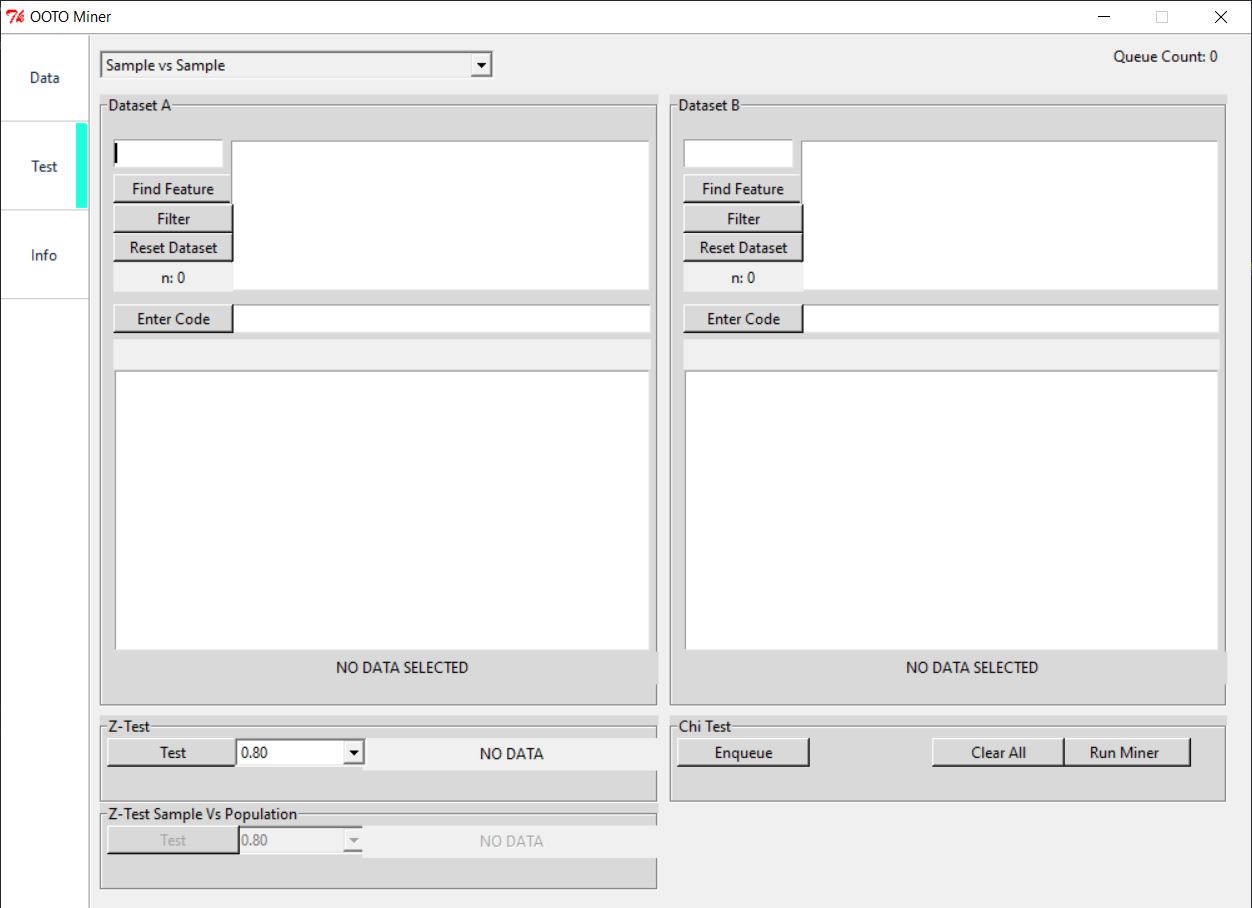 OOTO Miner
Data
Test
Info
Sample vs Sample
Queue Count: 0
Dataset A
Find Feature
Filter
Reset Dataset
n: 0
Enter Code
NO DATA SELECTED
Dataset B
Find Feature
Filter
Reset Dataset
n: 0
Enter Code
NO DATA SELECTED
Z-Test
Test 0.80 NO DATA
Chi Test
Enqueue Clear All Run Miner
Z-Test Sample Vs Population
Test 0.80 NO DATA